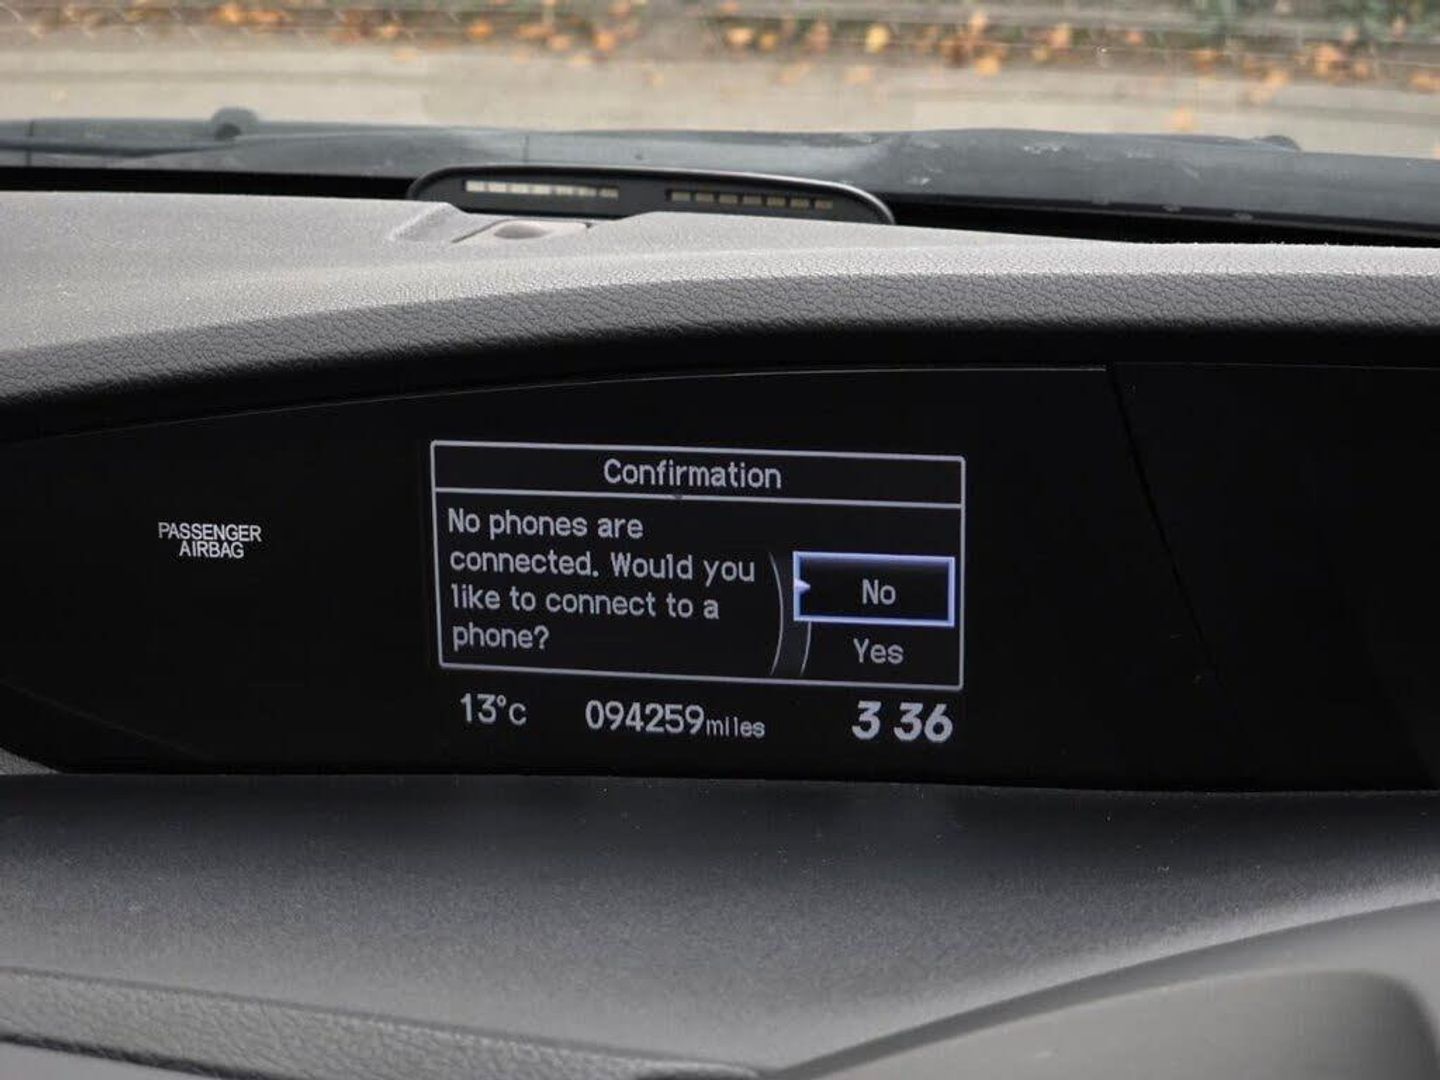 Confirmation
No phones are
connected. Would you
like to connect to a
phone?
No
Yes
PASSENGER
AIRBAG
13°C 094259miles 3 36